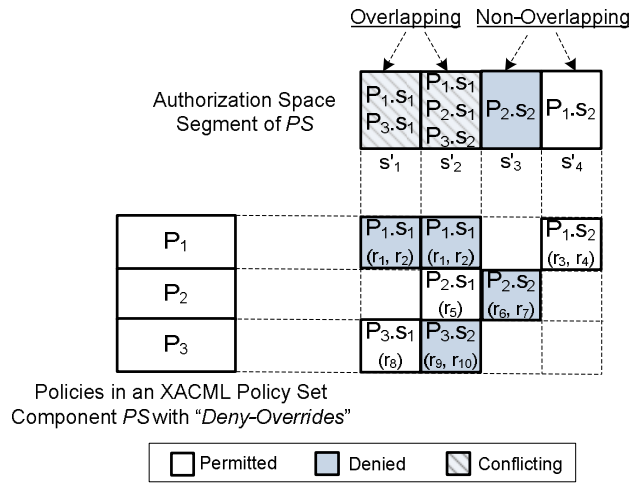 Overlapping Non-Overlapping
Authorization Space
Segment of PS
P₁.s₁
P₃.s₁
P₁.s₁
P₂.s₁
P₃.s₂
P₂.s₂
P₁.s₂
s'₁ s'₂ s'₃ s'₄
P₁
P₁.s₁
(r₁, r₂)
P₁.s₁
(r₁, r₂)
P₁.s₂
(r₃, r₄)
P₂
P₂.s₁
(r₅)
P₂.s₂
(r₆, r₇)
P₃
P₃.s₁
(r₈)
P₃.s₂
(r₉, r₁₀)
Policies in an XACML Policy Set
Component PS with “Deny-Overrides”
Permitted Denied Conflicting